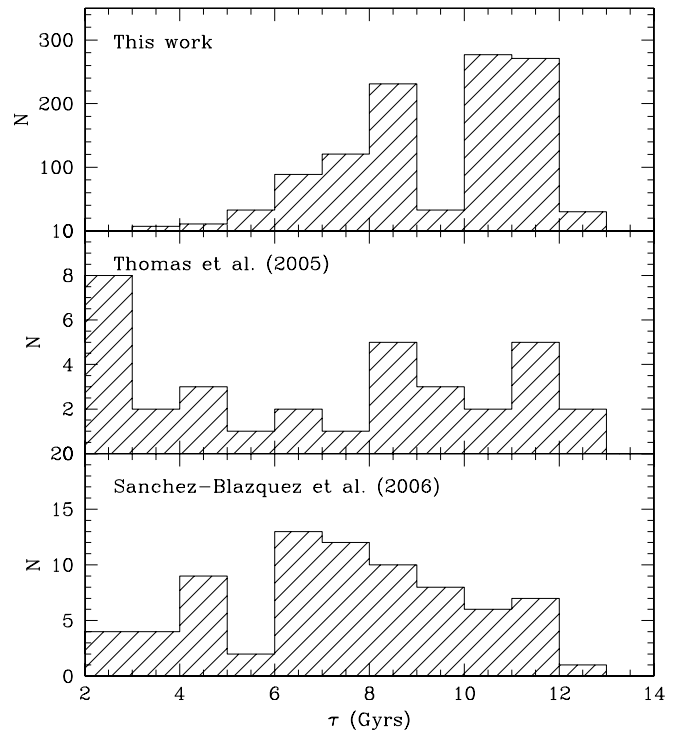 This work
300
200
100
N
10
Thomas et al. (2005)
8
6
4
2
N
20
Sanchez-Blazquez et al. (2006)
15
10
5
0
N
2 4 6 8 10 12 14
τ (Gyrs)